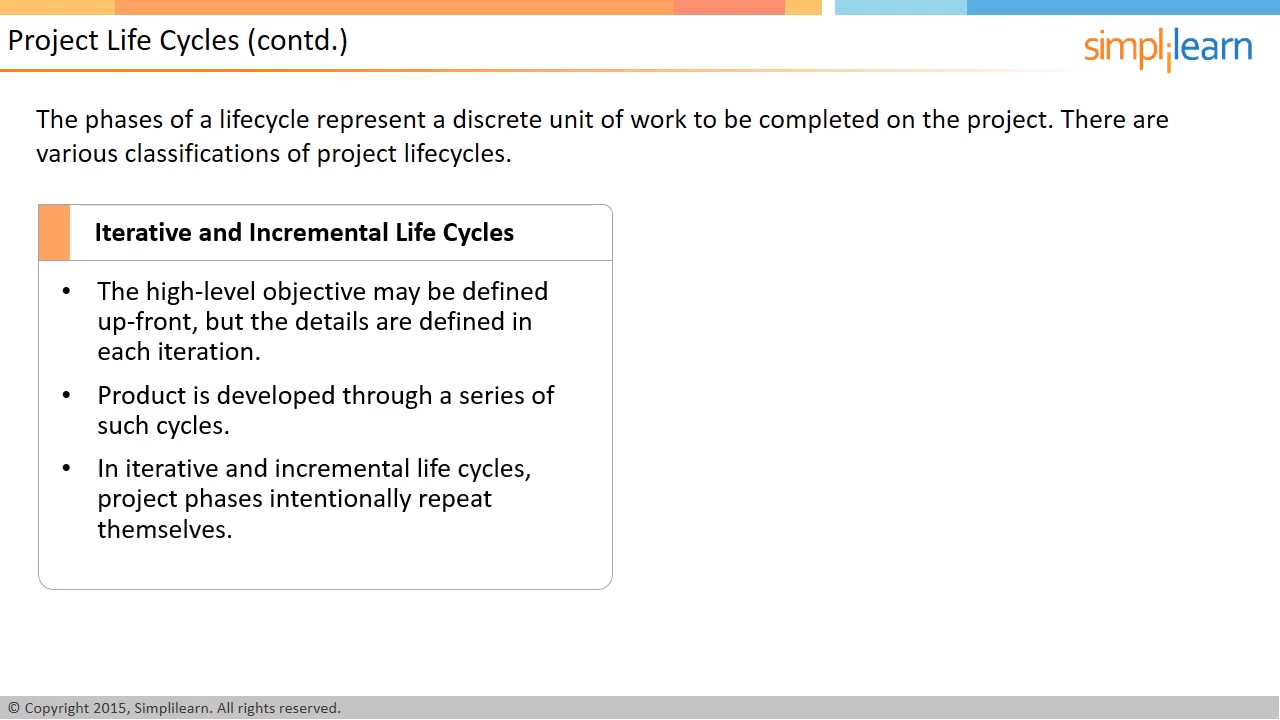 Project Life Cycles (contd.)
simplilearn
The phases of a lifecycle represent a discrete unit of work to be completed on the project. There are
various classifications of project lifecycles.
Iterative and Incremental Life Cycles
• The high-level objective may be defined
up-front, but the details are defined in
each iteration.
• Product is developed through a series of
such cycles.
• In iterative and incremental life cycles,
project phases intentionally repeat
themselves.
© Copyright 2015, Simplilearn. All rights reserved.